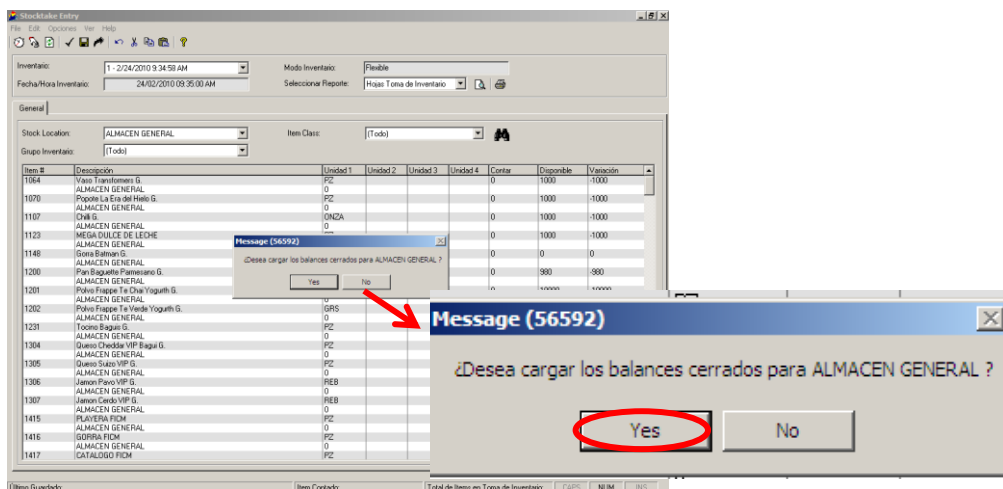 Stocktake Entry
File Edit Opciones Ver Help
Inventario: 1 - 2/24/2010 9:34:58 AM Modo Inventario: Flexible
Fecha/Hora Inventario: 24/02/2010 09:35:00 AM Seleccionar Reporte: Hojas Toma de Inventario
General
Stock Location: ALMACEN GENERAL Item Class: (Todo)
Grupo Inventario: (Todo)
Item # Descripción Unidad 1 Unidad 2 Unidad 3 Unidad 4 Contar Disponible Variación
1064 Vaso Transformers G. PZ 0 1000 -1000
ALMACEN GENERAL 0
1070 Popote La Era del Hielo G. PZ 0 1000 -1000
ALMACEN GENERAL 0
1107 Chilli G. ONZA 0 1000 -1000
ALMACEN GENERAL 0
1123 MEGA DULCE DE LECHE 0 1000 -1000
ALMACEN GENERAL
1148 Gorra Batman G. 0 0 0
ALMACEN GENERAL
1200 Pan Baguette Parmesano G. 0 980 -980
ALMACEN GENERAL
1201 Polvo Frappe Te Chai Yogurth G. 0 10000 -10000
ALMACEN GENERAL 0
1202 Polvo Frappe Te Verde Yogurth G. GRS
ALMACEN GENERAL 0
1231 Tocino Baguis G. PZ
ALMACEN GENERAL 0
1304 Queso Cheddar VIP Bagui G. PZ
ALMACEN GENERAL 0
1305 Queso Suizo VIP G. PZ
ALMACEN GENERAL 0
1306 Jamon Pavo VIP G. REB
ALMACEN GENERAL 0
1307 Jamon Cerdo VIP G. REB
ALMACEN GENERAL 0
1415 PLAYERA FICM PZ
ALMACEN GENERAL 0
1416 GORRA FICM PZ
ALMACEN GENERAL 0
1417 CATALOGO FICM PZ
Message (56592)
¿Desea cargar los balances cerrados para ALMACEN GENERAL ?
Yes No
Message (56592)
¿Desea cargar los balances cerrados para ALMACEN GENERAL ?
Yes No
Último Guardado: Item Contado: Total de Items en Toma de Inventario: CAPS NUM INS